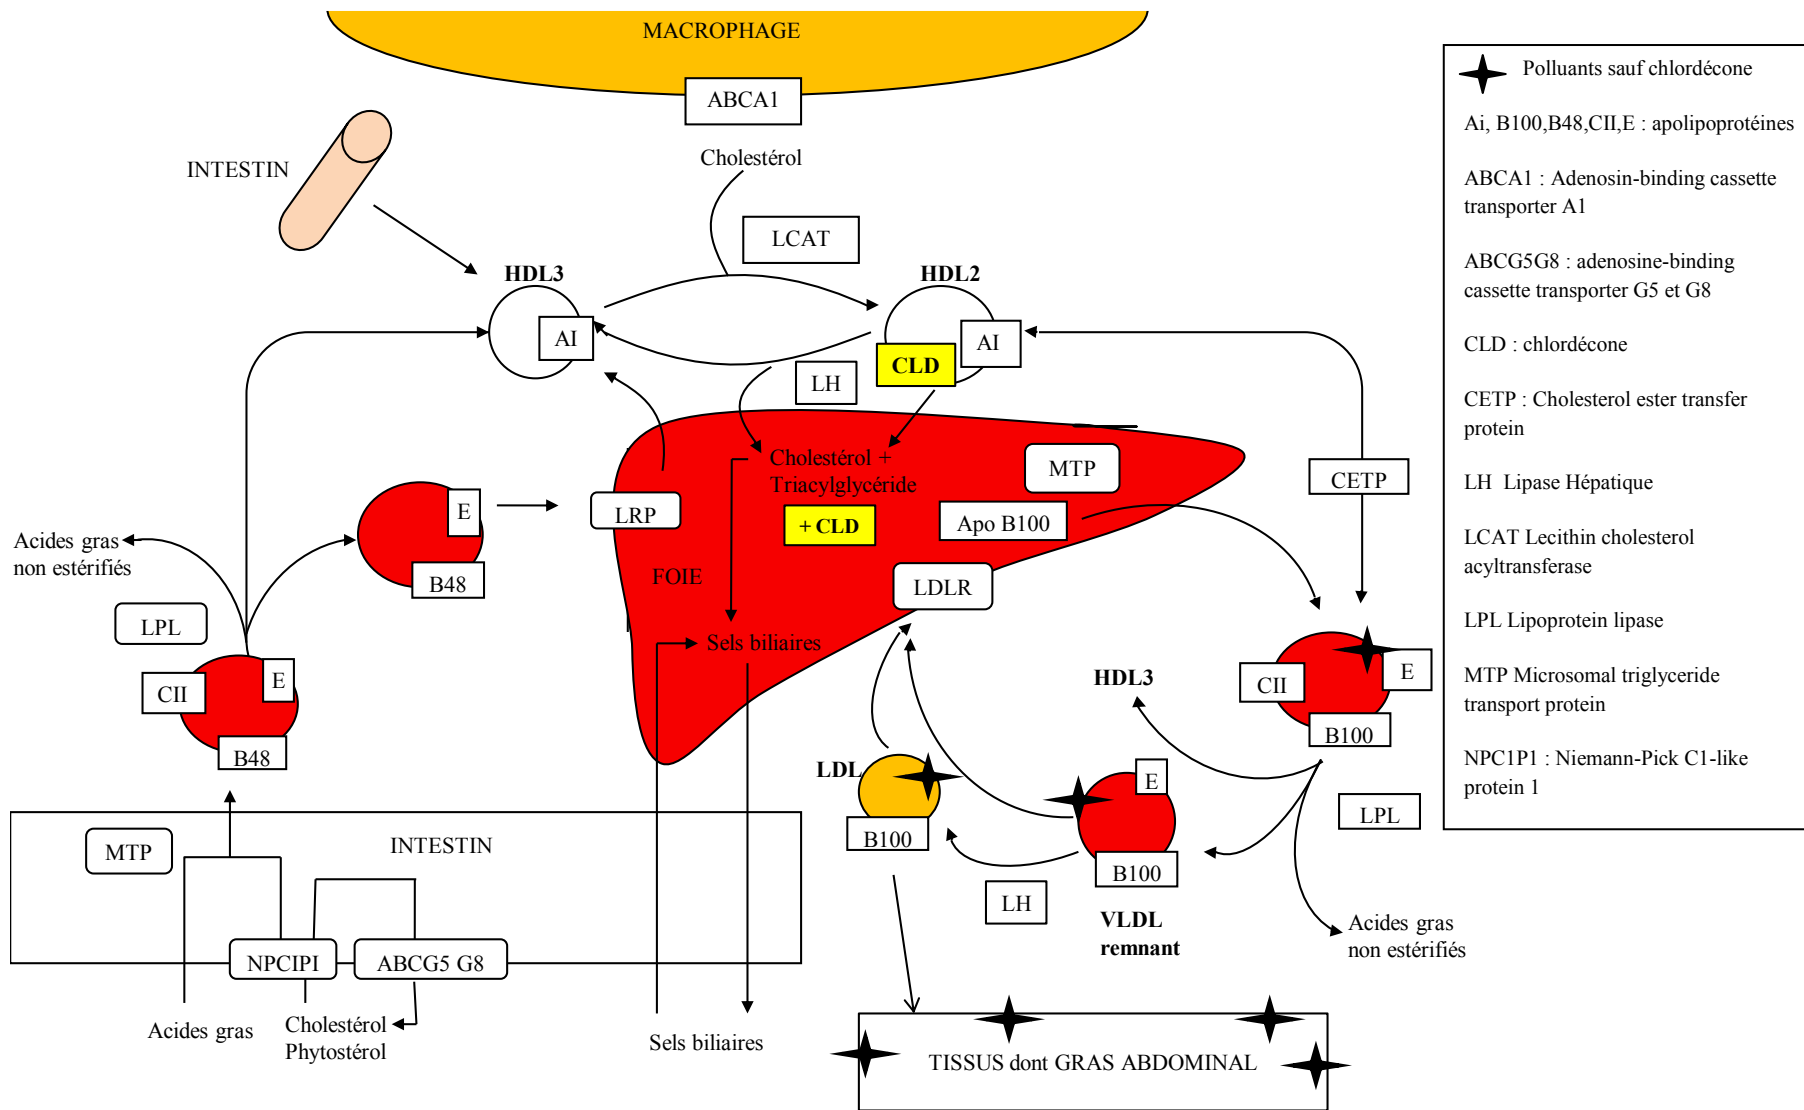 MACROPHAGE
ABCA1
Cholestérol
INTESTIN
LCAT
HDL3
HDL2
AI
AI
CLD
LH
Cholestérol +
Triacylglycéride
+ CLD
MTP
Apo B100
LRP
FOIE
LDLR
Sels biliaires
CETP
E
B48
Acides gras
non estérifiés
LPL
CII
E
B48
E
CII
B100
HDL3
LDL
B100
E
B100
LPL
LH
VLDL
remnant
Acides gras
non estérifiés
MTP
INTESTIN
NPCIPI
ABCG5 G8
Acides gras
Cholestérol
Phytostérol
Sels biliaires
TISSUS dont GRAS ABDOMINAL
Polluants sauf chlordécone
Ai, B100,B48,CII,E : apolipoprotéines
ABCA1 : Adenosin-binding cassette
transporter A1
ABCG5G8 : adenosine-binding
cassette transporter G5 et G8
CLD : chlordécone
CETP : Cholesterol ester transfer
protein
LH  Lipase Hépatique
LCAT Lecithin cholesterol
acyltransferase
LPL Lipoprotein lipase
MTP Microsomal triglyceride
transport protein
NPC1P1 : Niemann-Pick C1-like
protein 1